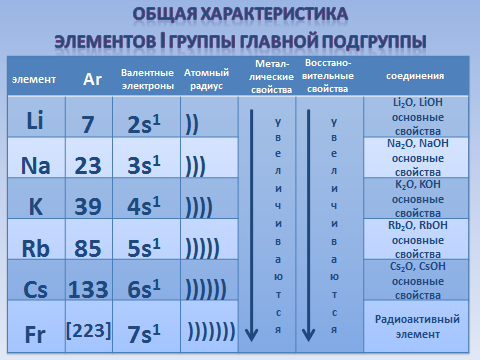 ОБЩАЯ ХАРАКТЕРИСТИКА
ЭЛЕМЕНТОВ I ГРУППЫ ГЛАВНОЙ ПОДГРУППЫ
элемент Ar Валентные электроны Атомный радиус Метал-лические свойства Восстано-вительные свойства соединения
Li 7 2s¹ )) увеличиваются увеличиваются Li₂O, LiOH основные свойства
Na 23 3s¹ ))) Na₂O, NaOH основные свойства
K 39 4s¹ )))) K₂O, KOH основные свойства
Rb 85 5s¹ ))))) Rb₂O, RbOH основные свойства
Cs 133 6s¹ )))))) Cs₂O, CsOH основные свойства
Fr [223] 7s¹ ))))))) Радиоактивный элемент